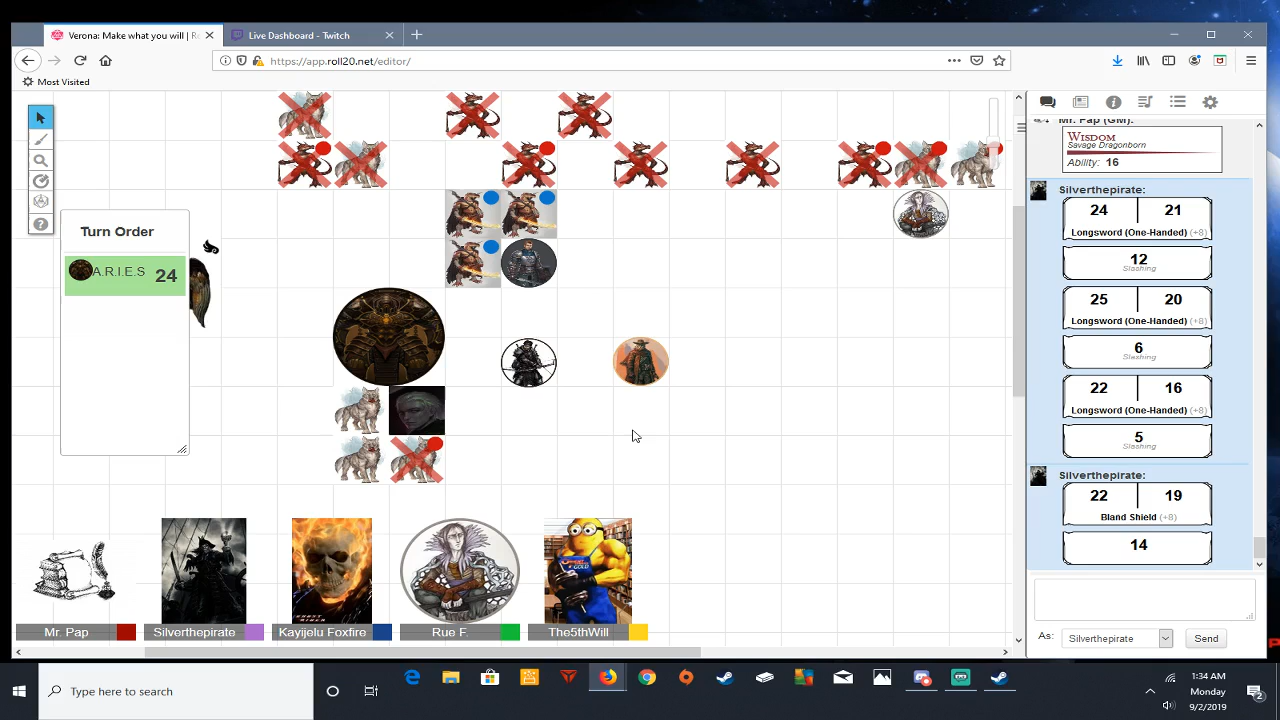 Verona: Make what you will | R
Live Dashboard - Twitch
https://app.roll20.net/editor/
Most Visited
Turn Order
A.R.I.E.S 24
Mr. Pap (GM):
WISDOM
Savage Dragonborn
Ability: 16
Silverthepirate:
24 21
Longsword (One-Handed) (+8)
12
Slashing
25 20
Longsword (One-Handed) (+8)
6
Slashing
22 16
Longsword (One-Handed) (+8)
5
Slashing
Silverthepirate:
22 19
Bland Shield (+8)
14
As: Silverthepirate Send
Mr. Pap
Silverthepirate
Kayijelu Foxfire
Rue F.
The5thWill
Type here to search
1:34 AM
Monday
9/2/2019
2